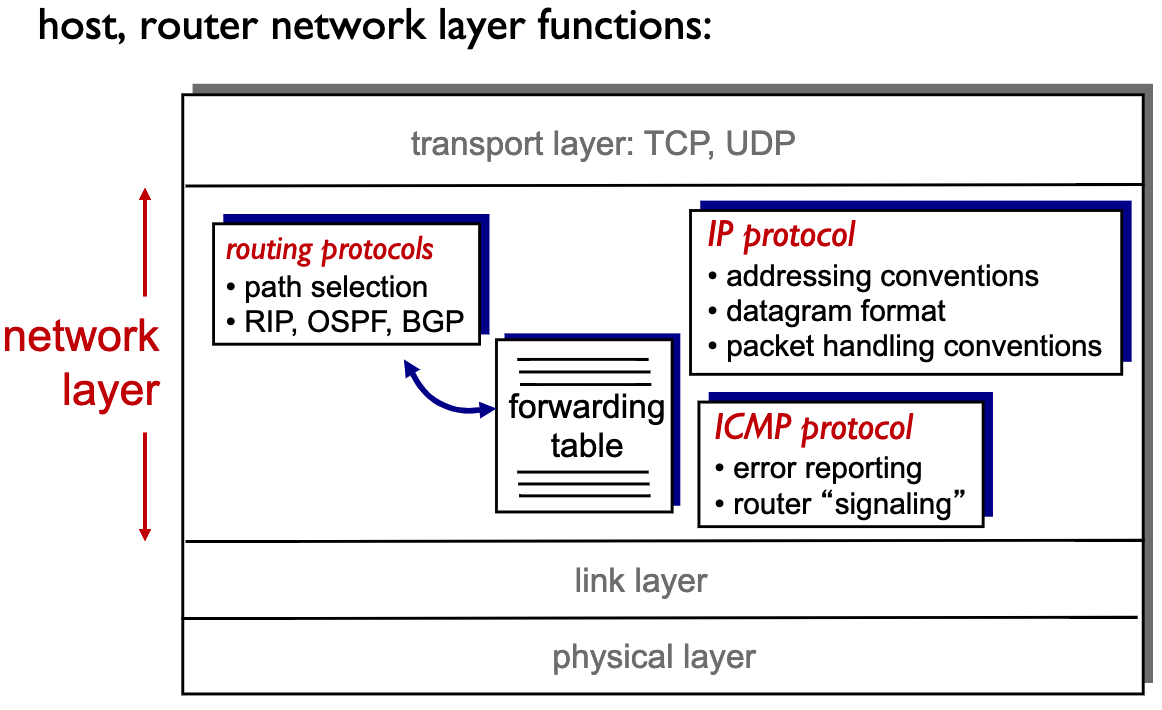 host, router network layer functions:
transport layer: TCP, UDP
network
layer
routing protocols
• path selection
• RIP, OSPF, BGP
forwarding
table
IP protocol
• addressing conventions
• datagram format
• packet handling conventions
ICMP protocol
• error reporting
• router “signaling”
link layer
physical layer